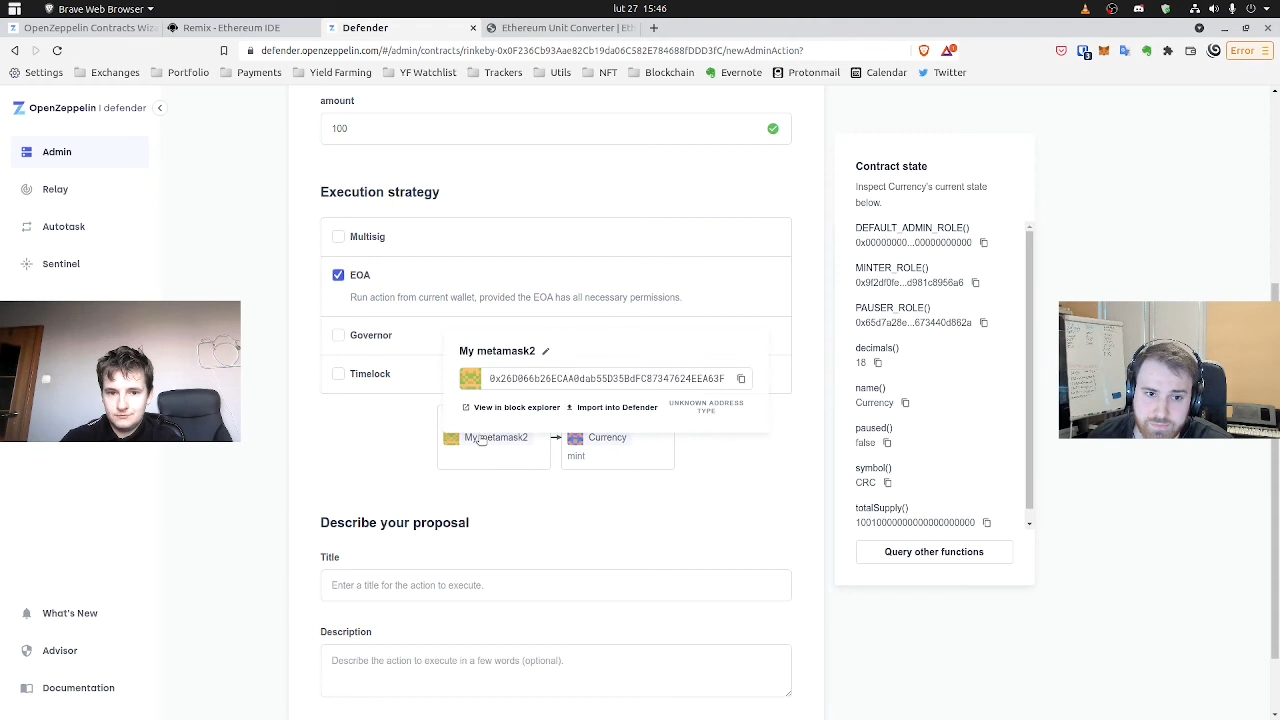 Brave Web Browser
lut 27 15:46
OpenZeppelin Contracts Wiza
Remix - Ethereum IDE
Defender
Ethereum Unit Converter | Eth
defender.openzeppelin.com/#/admin/contracts/rinkeby-0x0F236Cb93Aae82Cb19da06C582E784688fDDD3fC/newAdminAction?
Error
Settings
Exchanges
Portfolio
Payments
Yield Farming
YF Watchlist
Trackers
Utils
NFT
Blockchain
Evernote
Protonmail
Calendar
Twitter
OpenZeppelin | defender
Admin
Relay
Autotask
Sentinel
What's New
Advisor
Documentation
amount
100
Execution strategy
Multisig
EOA
Run action from current wallet, provided the EOA has all necessary permissions.
Governor
Timelock
My metamask2
0x26D066b26ECAA0dab55D35BdFC87347624EEA63F
View in block explorer
Import into Defender
UNKNOWN ADDRESS
TYPE
My metamask2
Currency
mint
Describe your proposal
Title
Enter a title for the action to execute.
Description
Describe the action to execute in a few words (optional).
Contract state
Inspect Currency's current state
below.
DEFAULT_ADMIN_ROLE()
0x00000000...00000000000
MINTER_ROLE()
0x9f2df0fe...d981c8956a6
PAUSER_ROLE()
0x65d7a28e...673440d862a
decimals()
18
name()
Currency
paused()
false
symbol()
CRC
totalSupply()
1001000000000000000000
Query other functions